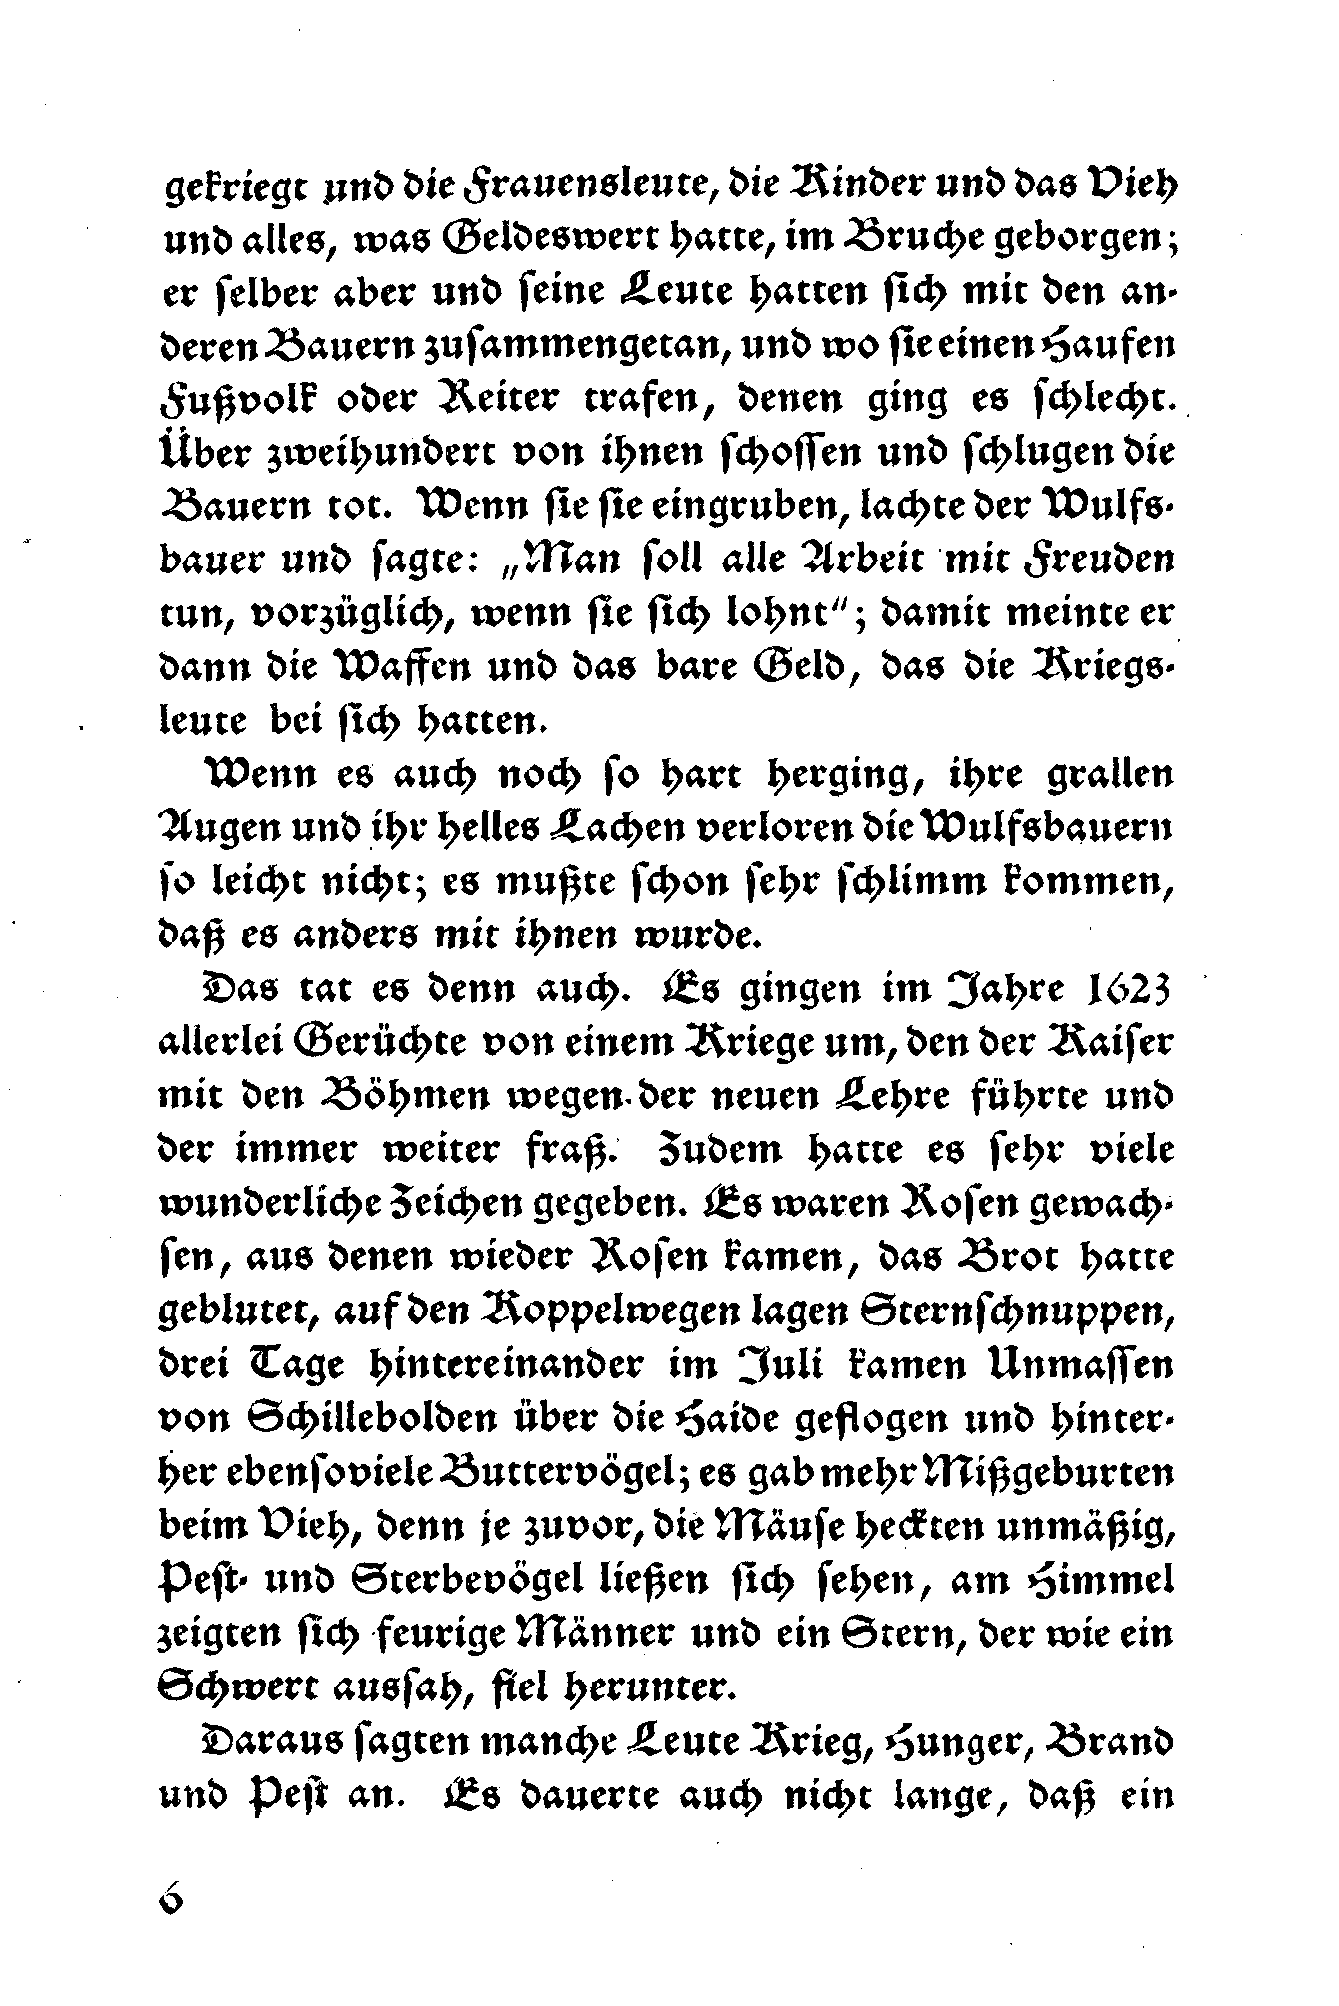 gekriegt und die Frauensleute, die Kinder und das Vieh
und alles, was Geldeswert hatte, im Bruche geborgen;
er selber aber und seine Leute hatten sich mit den an-
deren Bauern zusammengetan, und wo sie einen Haufen
Fußvolk oder Reiter trafen, denen ging es schlecht.
Über zweihundert von ihnen schossen und schlugen die
Bauern tot. Wenn sie sie eingruben, lachte der Wulfs-
bauer und sagte: „Man soll alle Arbeit mit Freuden
tun, vorzüglich, wenn sie sich lohnt"; damit meinte er
dann die Waffen und das bare Geld, das die Kriegs-
leute bei sich hatten.
Wenn es auch noch so hart herging, ihre grallen
Augen und ihr helles Lachen verloren die Wulfsbauern
so leicht nicht; es mußte schon sehr schlimm kommen,
daß es anders mit ihnen wurde.
Das tat es denn auch. Es gingen im Jahre 1623
allerlei Gerüchte von einem Kriege um, den der Kaiser
mit den Böhmen wegen der neuen Lehre führte und
der immer weiter fraß. Zudem hatte es sehr viele
wunderliche Zeichen gegeben. Es waren Rosen gewach-
sen, aus denen wieder Rosen kamen, das Brot hatte
geblutet, auf den Koppelwegen lagen Sternschnuppen,
drei Tage hintereinander im Juli kamen Unmassen
von Schillebolden über die Haide geflogen und hinter-
her ebensoviele Buttervögel; es gab mehr Mißgeburten
beim Vieh, denn je zuvor, die Mäuse heckten unmäßig,
Pest- und Sterbevögel ließen sich sehen, am Himmel
zeigten sich feurige Männer und ein Stern, der wie ein
Schwert aussah, fiel herunter.
Daraus sagten manche Leute Krieg, Hunger, Brand
und Pest an. Es dauerte auch nicht lange, daß ein
6